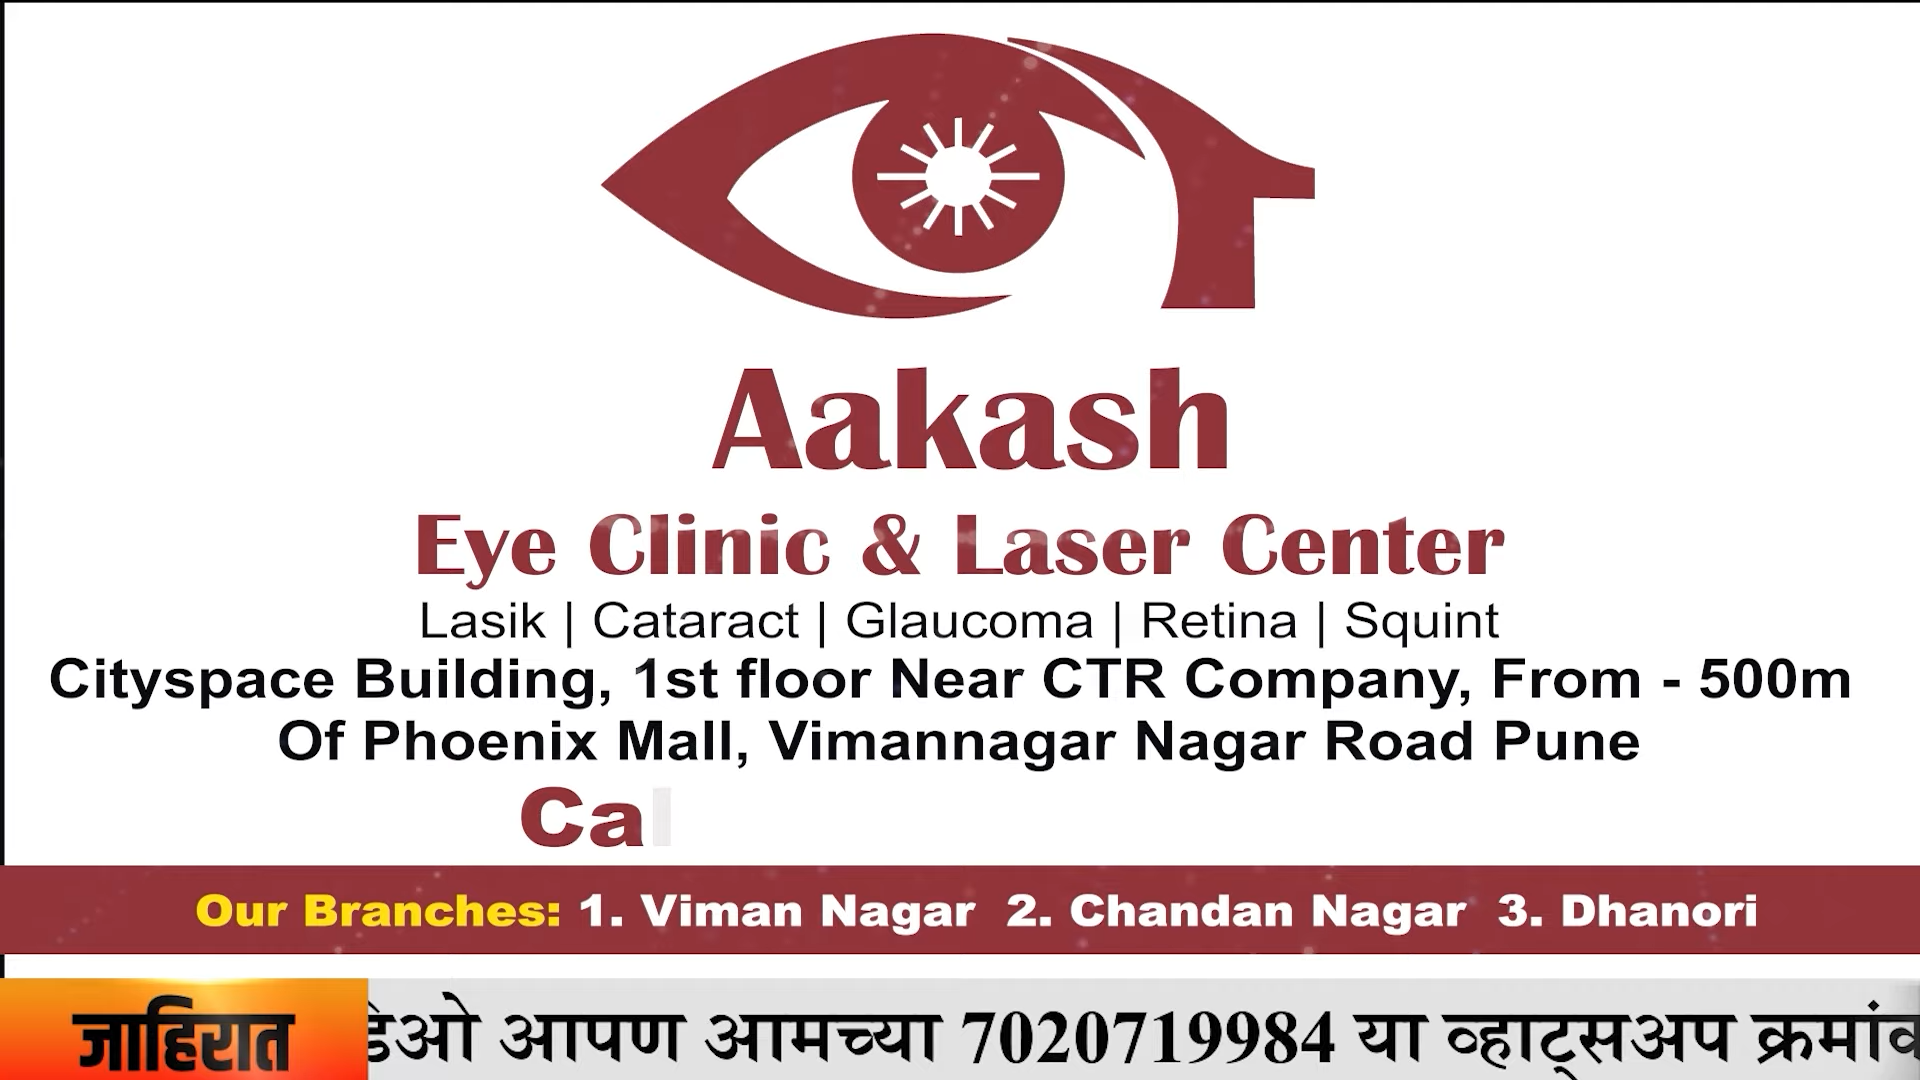 Aakash
Eye Clinic & Laser Center
Lasik | Cataract | Glaucoma | Retina | Squint
Cityspace Building, 1st floor Near CTR Company, From - 500m
Of Phoenix Mall, Vimannagar Nagar Road Pune
Cal
Our Branches: 1. Viman Nagar 2. Chandan Nagar 3. Dhanori
जाहिरात
आपण आमच्या 7020719984 या व्हाट्सअप